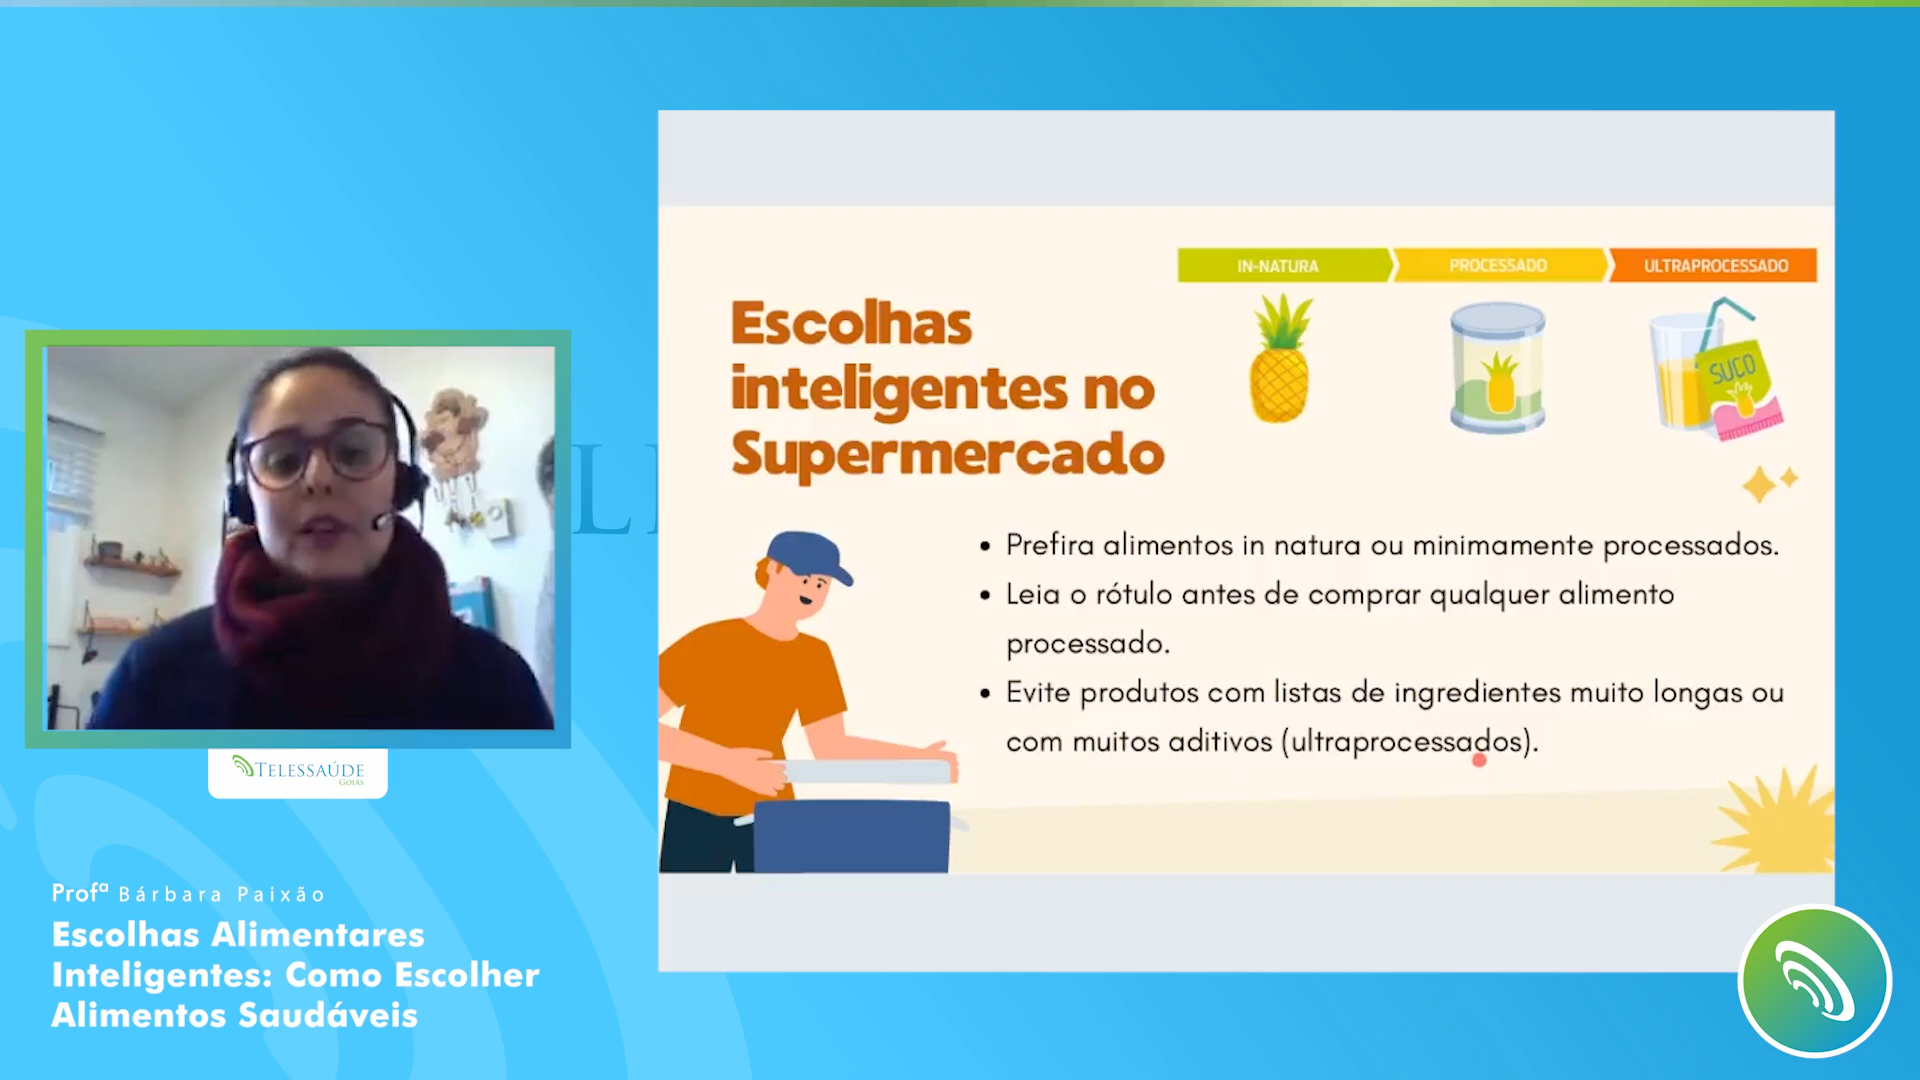 IN-NATURA
PROCESSADO
ULTRAPROCESSADO
SUCO
Escolhas
inteligentes no
Supermercado
• Prefira alimentos in natura ou minimamente processados.
• Leia o rótulo antes de comprar qualquer alimento
processado.
• Evite produtos com listas de ingredientes muito longas ou
com muitos aditivos (ultraprocessados).
TELESSAÚDE
GOIÁS
Profª Bárbara Paixão
Escolhas Alimentares
Inteligentes: Como Escolher
Alimentos Saudáveis